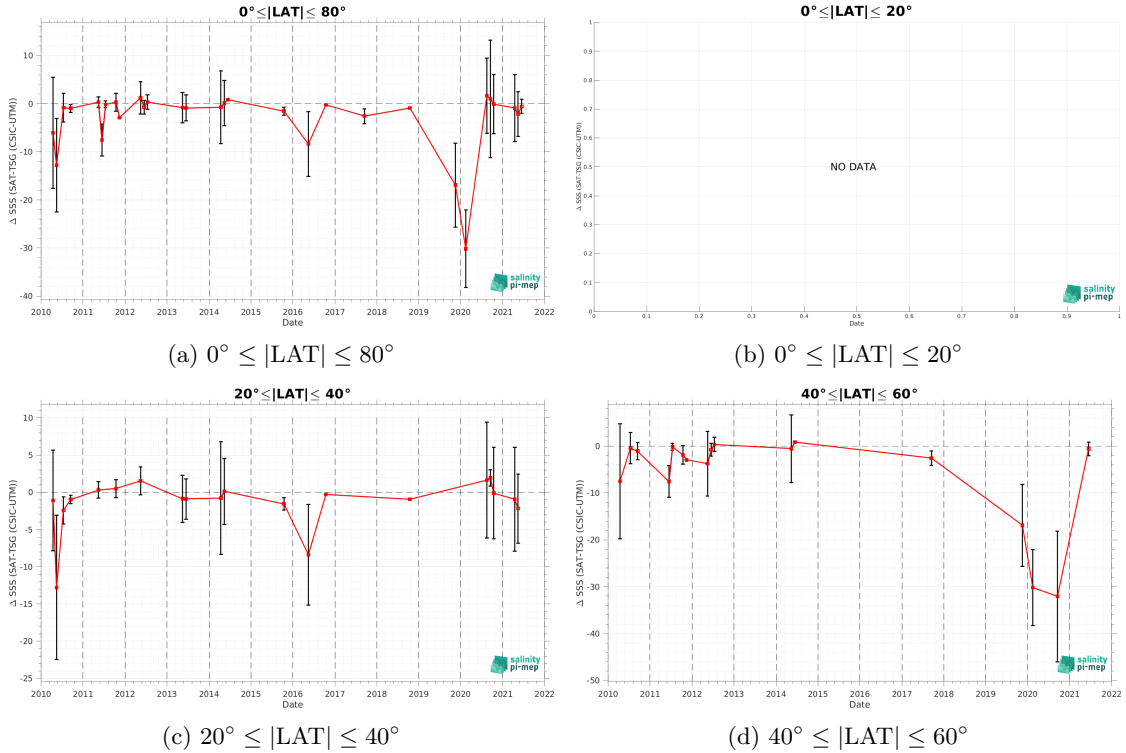 0°≤|LAT|≤ 80°
10
0
-10
-20
-30
-40
Δ SSS (SAT-TSG (CSIC-UTM))
2010 2011 2012 2013 2014 2015 2016 2017 2018 2019 2020 2021 2022
Date
salinity
pi-mep
(a) 0° ≤ |LAT| ≤ 80°
0°≤|LAT|≤ 20°
1
0.9
0.8
0.7
0.6
0.5
0.4
0.3
0.2
0.1
0
Δ SSS (SAT-TSG (CSIC-UTM))
NO DATA
0 0.1 0.2 0.3 0.4 0.5 0.6 0.7 0.8 0.9 1
Date
salinity
pi-mep
(b) 0° ≤ |LAT| ≤ 20°
20°≤|LAT|≤ 40°
10
5
0
-5
-10
-15
-20
-25
Δ SSS (SAT-TSG (CSIC-UTM))
2010 2011 2012 2013 2014 2015 2016 2017 2018 2019 2020 2021 2022
Date
salinity
pi-mep
(c) 20° ≤ |LAT| ≤ 40°
40°≤|LAT|≤ 60°
0
-10
-20
-30
-40
-50
Δ SSS (SAT-TSG (CSIC-UTM))
2010 2011 2012 2013 2014 2015 2016 2017 2018 2019 2020 2021 2022
Date
salinity
pi-mep
(d) 40° ≤ |LAT| ≤ 60°